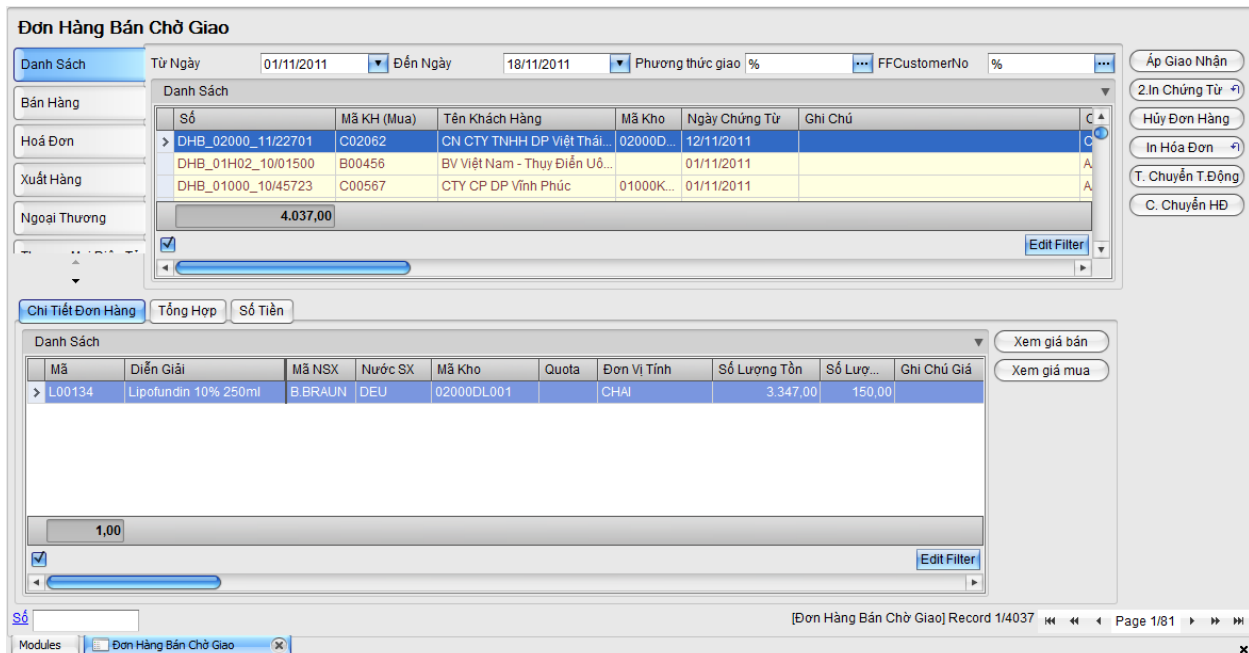 Đơn Hàng Bán Chờ Giao
Danh Sách
Bán Hàng
Hoá Đơn
Xuất Hàng
Ngoại Thương
Từ Ngày 01/11/2011 Đến Ngày 18/11/2011 Phương thức giao % FFCustomerNo %
Danh Sách
Số Mã KH (Mua) Tên Khách Hàng Mã Kho Ngày Chứng Từ Ghi Chú C
DHB_02000_11/22701 C02062 CN CTY TNHH DP Việt Thái... 02000D... 12/11/2011 C
DHB_01H02_10/01500 B00456 BV Việt Nam - Thụy Điển Uô... 01/11/2011 A
DHB_01000_10/45723 C00567 CTY CP DP Vĩnh Phúc 01000K... 01/11/2011 A
4.037,00
Edit Filter
Áp Giao Nhận
2.In Chứng Từ
Hủy Đơn Hàng
In Hóa Đơn
T. Chuyển T.Động
C. Chuyển HĐ
Chi Tiết Đơn Hàng Tổng Hợp Số Tiền
Danh Sách
Mã Diễn Giải Mã NSX Nước SX Mã Kho Quota Đơn Vị Tính Số Lượng Tồn Số Lượ... Ghi Chú Giá
L00134 Lipofundin 10% 250ml B.BRAUN DEU 02000DL001 CHAI 3.347,00 150,00
1,00
Edit Filter
Xem giá bán
Xem giá mua
Số
[Đơn Hàng Bán Chờ Giao] Record 1/4037 Page 1/81
Modules Đơn Hàng Bán Chờ Giao